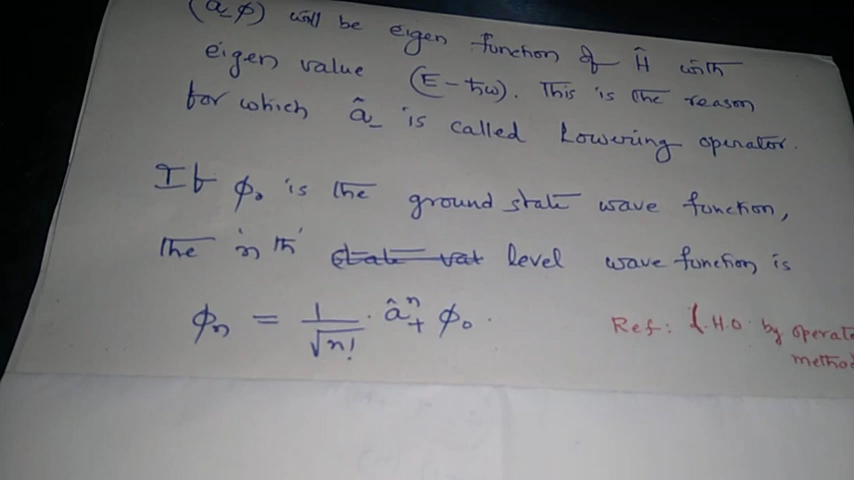 (a_ φ) will be eigen function of Ĥ with
eigen value (E - ħω). This is the reason
for which â_ is called Lowering operator.
If φ₀ is the ground state wave function,
the 'n th' level wave function is
φₙ = 1/√n! . â₊ⁿ φ₀.
Ref: L.H.O. by